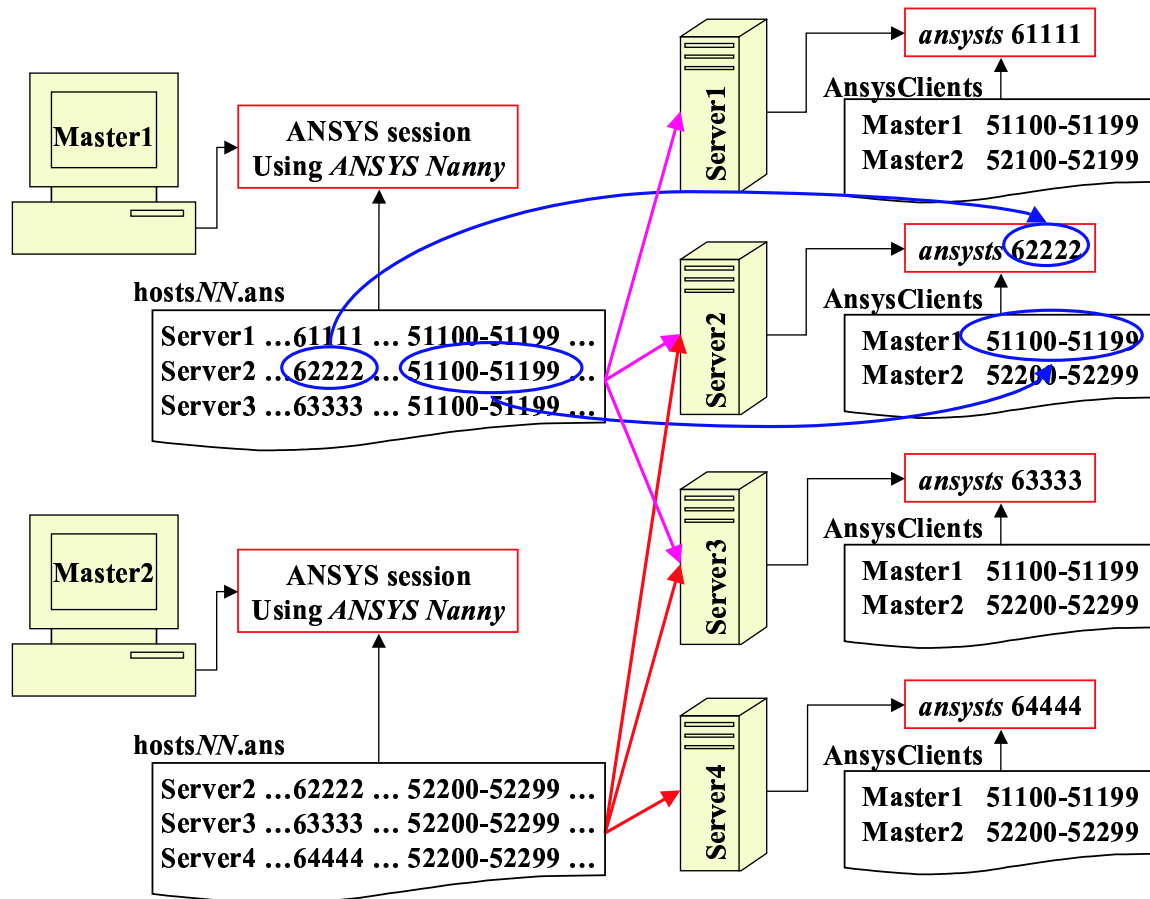 Master1
ANSYS session
Using ANSYS Nanny
hostsNN.ans
Server1 …61111 … 51100-51199 …
Server2 …62222 … 51100-51199 …
Server3 …63333 … 51100-51199 …
Master2
ANSYS session
Using ANSYS Nanny
hostsNN.ans
Server2 …62222 … 52200-52299 …
Server3 …63333 … 52200-52299 …
Server4 …64444 … 52200-52299 …
Server1
ansysts 61111
AnsysClients
Master1 51100-51199
Master2 52100-52199
Server2
ansysts 62222
AnsysClients
Master1 51100-51199
Master2 52200-52299
Server3
ansysts 63333
AnsysClients
Master1 51100-51199
Master2 52200-52299
Server4
ansysts 64444
AnsysClients
Master1 51100-51199
Master2 52200-52299